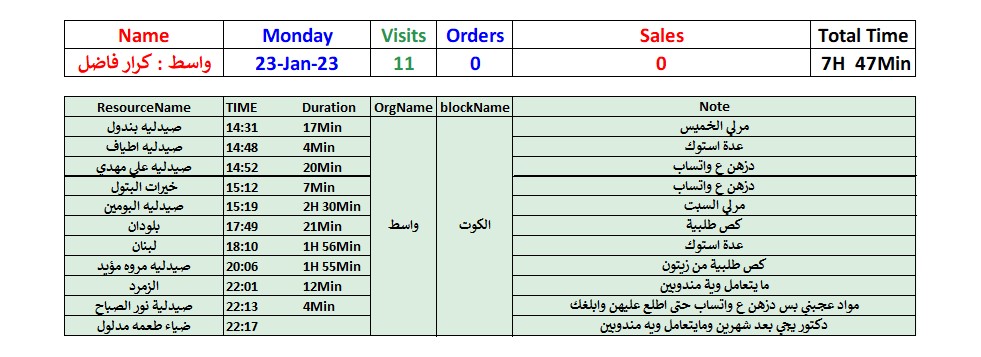 Name Monday Visits Orders Sales Total Time
واسط : كرار فاضل 23-Jan-23 11 0 0 7H 47Min
ResourceName TIME Duration OrgName blockName Note
صيدليه بندول 14:31 17Min مرلي الخميس
صيدليه اطياف 14:48 4Min عدة استوك
صيدليه علي مهدي 14:52 20Min دزهن ع واتساب
خيرات البتول 15:12 7Min دزهن ع واتساب
صيدليه البومين 15:19 2H 30Min مرلي السبت
بلودان 17:49 21Min واسط الكوت كص طلبية
لبنان 18:10 1H 56Min عدة استوك
صيدليه مروه مؤيد 20:06 1H 55Min كص طلبية من زيتون
الزمرد 22:01 12Min ما يتعامل وية مندوبين
صيدلية نور الصباح 22:13 4Min مواد عجبني بس دزهن ع واتساب حتى اطلع عليهن وابلغك
ضياء طعمه مدلول 22:17 دكتور يجي بعد شهرين ومايتعامل ويه مندوبين